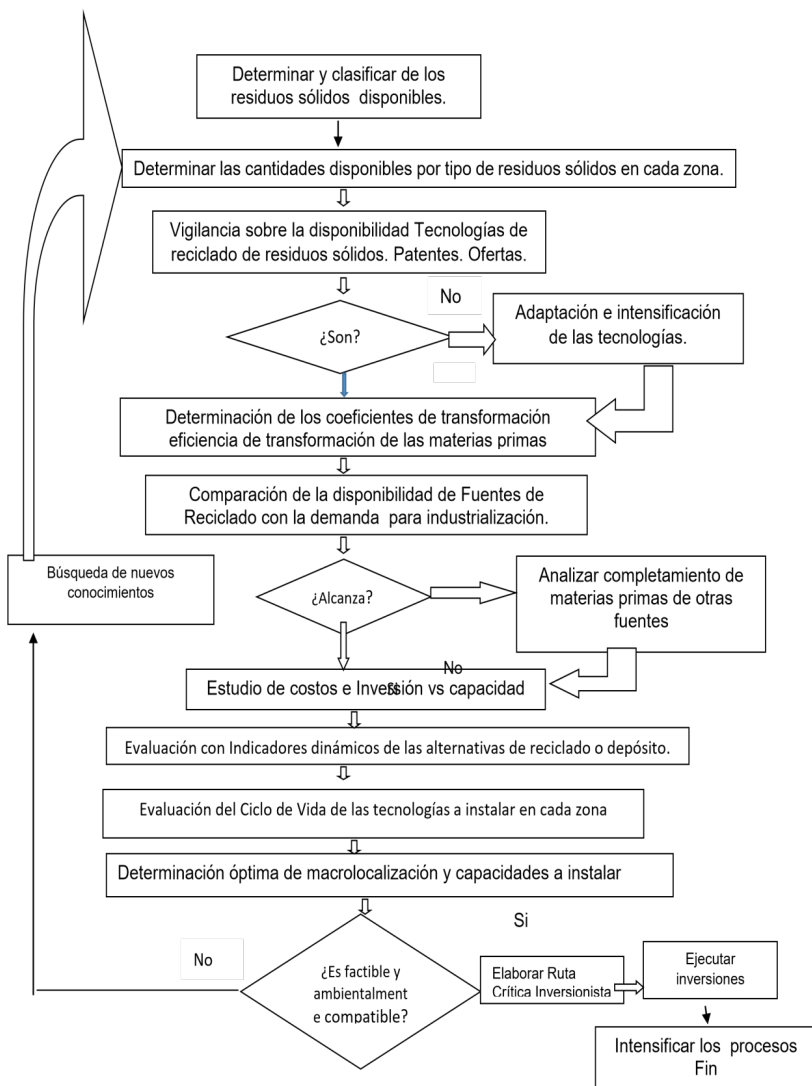 Determinar y clasificar de los
residuos sólidos disponibles.
Determinar las cantidades disponible por tipo de residuos sólidos en cada zona.
Vigilancia sobre la disponibilidad Tecnologías de
reciclado de residuos sólidos. Patentes. Ofertas.
No
¿Son?
Adaptación e intensificación
de las tecnologías.
Determinación de los coeficientes de transformación
eficiencia de transformación de las materias primas
Comparación de la disponibilidad de Fuentes de
Reciclado con la demanda para industrialización.
Búsqueda de nuevos
conocimientos
¿Alcanza?
Analizar completamiento de
materias primas de otras
fuentes
No
Estudio de costos e Inversión vs capacidad
Evaluación con Indicadores dinámicos de las alternativas de reciclado o depósito.
Evaluación del Ciclo de Vida de las tecnologías a instalar en cada zona
Determinación óptima de macrolocalización y capacidades a instalar
Si
No
¿Es factible y
ambientalment
e compatible?
Elaborar Ruta
Crítica Inversionista
Ejecutar
inversiones
Intensificar los procesos
Fin